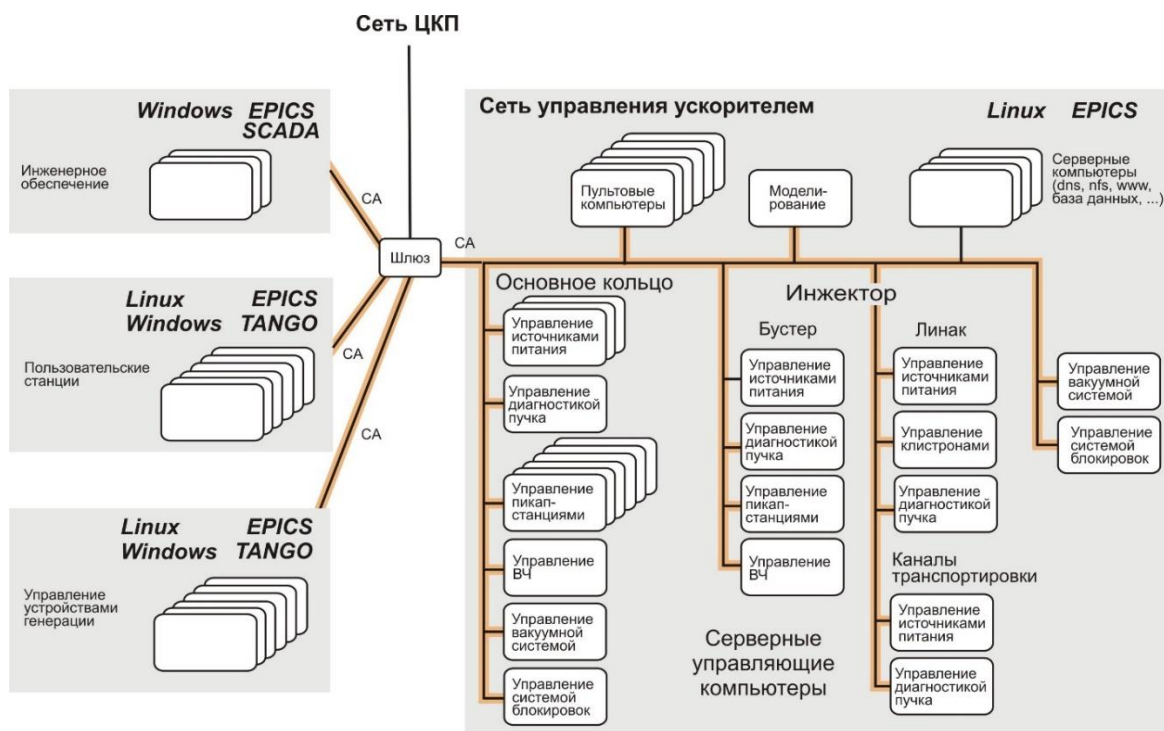 Сеть ЦКП
Windows EPICS
SCADA
Инженерное
обеспечение
CA
Linux EPICS
Windows TANGO
Пользовательские
станции
CA
Linux EPICS
Windows TANGO
Управление
устройствами
генерации
CA
Шлюз
CA
Сеть управления ускорителем
Linux EPICS
Пультовые
компьютеры
Модели-
рование
Серверные
компьютеры
(dns, nfs, www,
база данных, ...)
Основное кольцо
Управление
источниками
питания
Управление
диагностикой
пучка
Управление
пикап-
станциями
Управление
ВЧ
Управление
вакуумной
системой
Управление
системой
блокировок
Инжектор
Бустер
Управление
источниками
питания
Управление
диагностикой
пучка
Управление
пикап-
станциями
Управление
ВЧ
Линак
Управление
источниками
питания
Управление
клистронами
Управление
диагностикой
пучка
Каналы
транспортировки
Управление
источниками
питания
Управление
диагностикой
пучка
Управление
вакуумной
системой
Управление
системой
блокировок
Серверные
управляющие
компьютеры